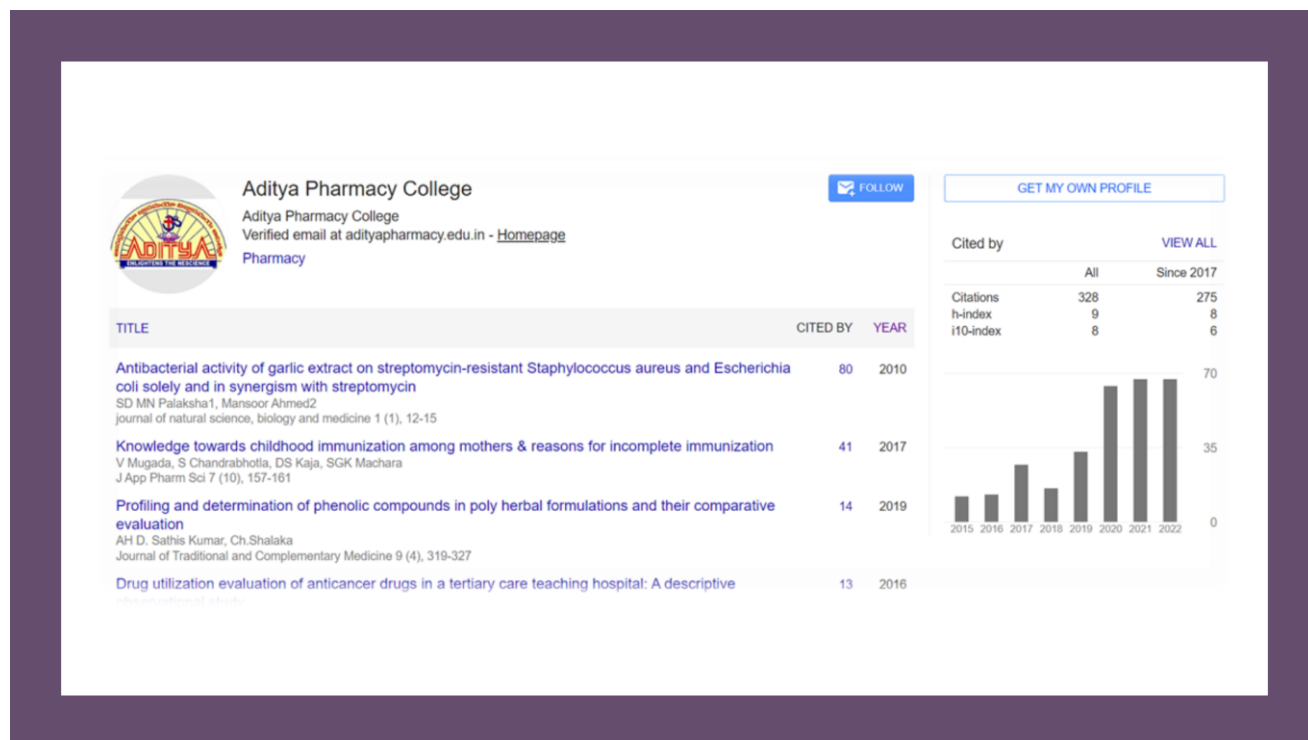 Aditya Pharmacy College
Aditya Pharmacy College
Verified email at adityapharmacy.edu.in - Homepage
Pharmacy
FOLLOW
ADITYA
ENLIGHTENS THE NESCIENCE
TITLE CITED BY YEAR
Antibacterial activity of garlic extract on streptomycin-resistant Staphylococcus aureus and Escherichia 80 2010
coli solely and in synergism with streptomycin
SD MN Palaksha1, Mansoor Ahmed2
journal of natural science, biology and medicine 1 (1), 12-15
Knowledge towards childhood immunization among mothers & reasons for incomplete immunization 41 2017
V Mugada, S Chandrabhotla, DS Kaja, SGK Machara
J App Pharm Sci 7 (10), 157-161
Profiling and determination of phenolic compounds in poly herbal formulations and their comparative 14 2019
evaluation
AH D. Sathis Kumar, Ch.Shalaka
Journal of Traditional and Complementary Medicine 9 (4), 319-327
Drug utilization evaluation of anticancer drugs in a tertiary care teaching hospital: A descriptive 13 2016
observational study
GET MY OWN PROFILE
Cited by VIEW ALL
All Since 2017
Citations 328 275
h-index 9 8
i10-index 8 6
70
35
0
2015 2016 2017 2018 2019 2020 2021 2022